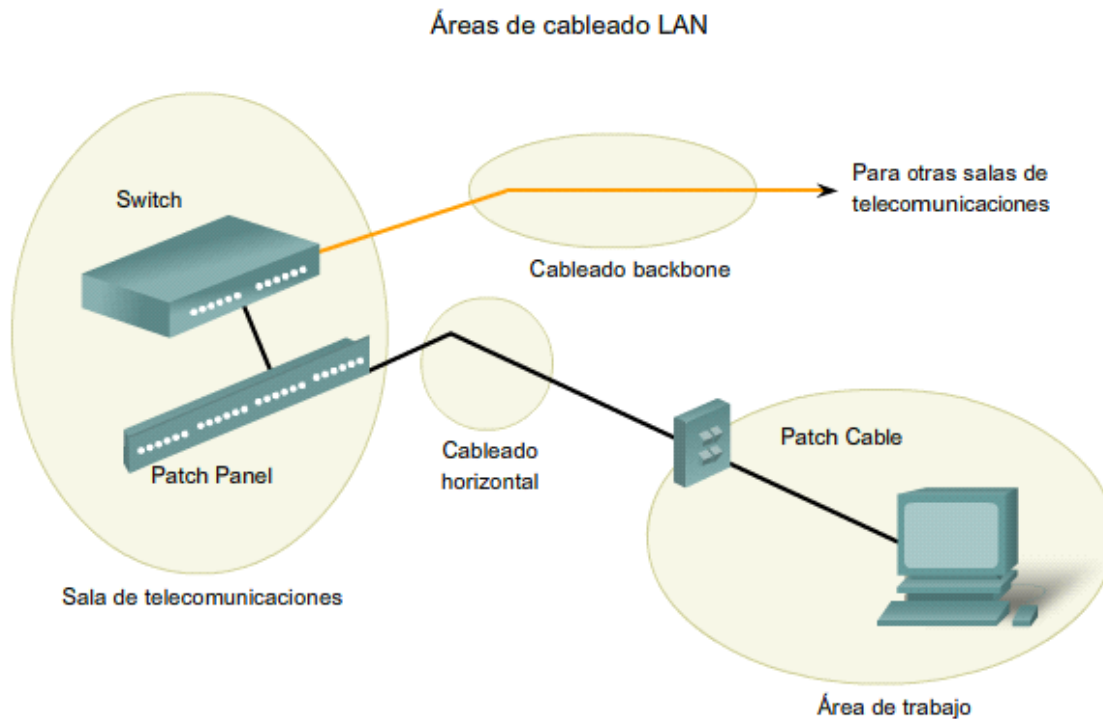 Áreas de cableado LAN
Switch
Para otras salas de
telecomunicaciones
Cableado backbone
Patch Panel
Cableado
horizontal
Patch Cable
Sala de telecomunicaciones
Área de trabajo